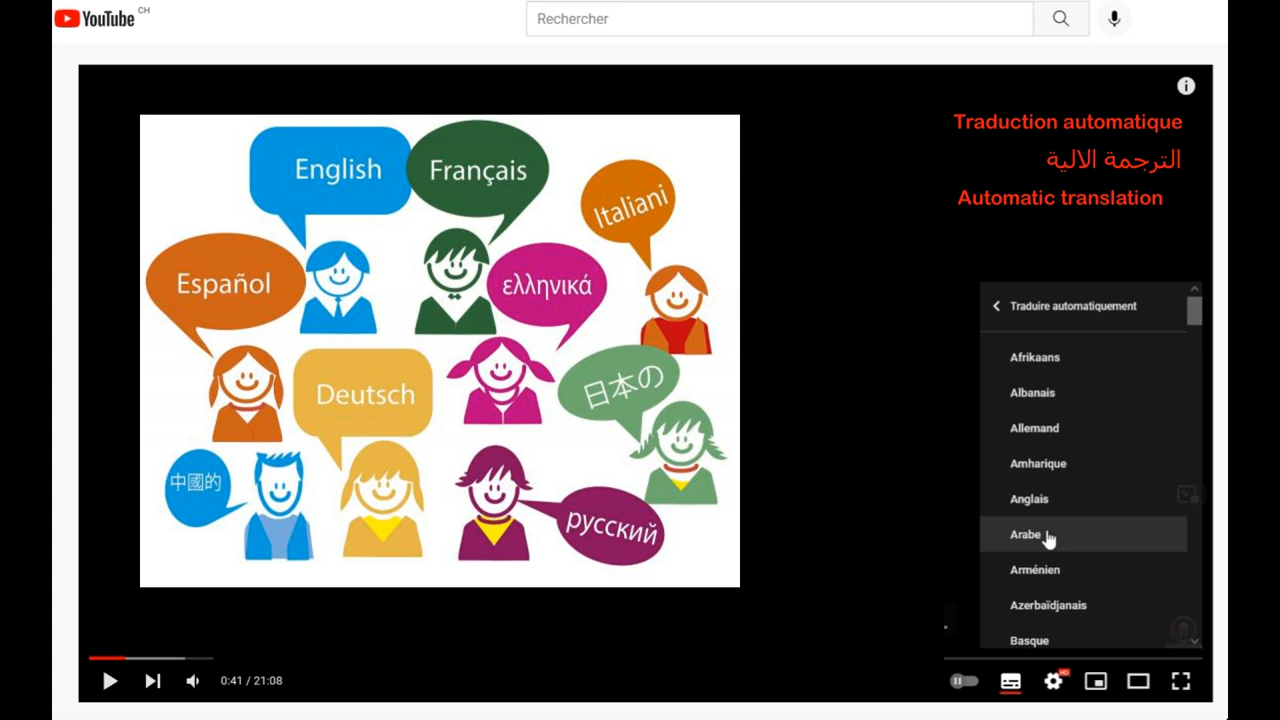 YouTube CH
Rechercher
Traduction automatique
الترجمة الالية
Automatic translation
English
Français
Italiani
Español
ελληνικά
Deutsch
日本の
中國的
русский
Traduire automatiquement
Afrikaans
Albanais
Allemand
Amharique
Anglais
Arabe
Arménien
Azerbaïdjanais
Basque
0:41 / 21:08
HD